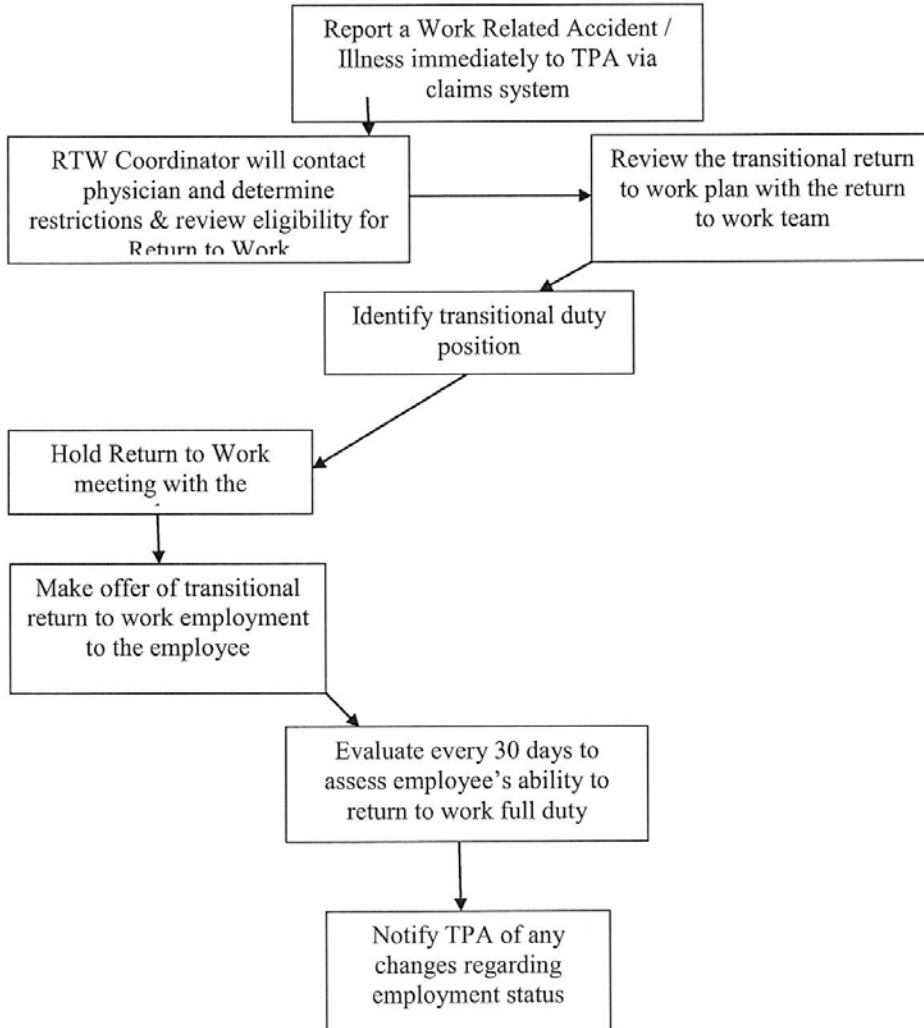 Report a Work Related Accident /
Illness immediately to TPA via
claims system
RTW Coordinator will contact
physician and determine
restrictions & review eligibility for
Return to Work
Review the transitional return
to work plan with the return
to work team
Identify transitional duty
position
Hold Return to Work
meeting with the
Make offer of transitional
return to work employment
to the employee
Evaluate every 30 days to
assess employee's ability to
return to work full duty
Notify TPA of any
changes regarding
employment status